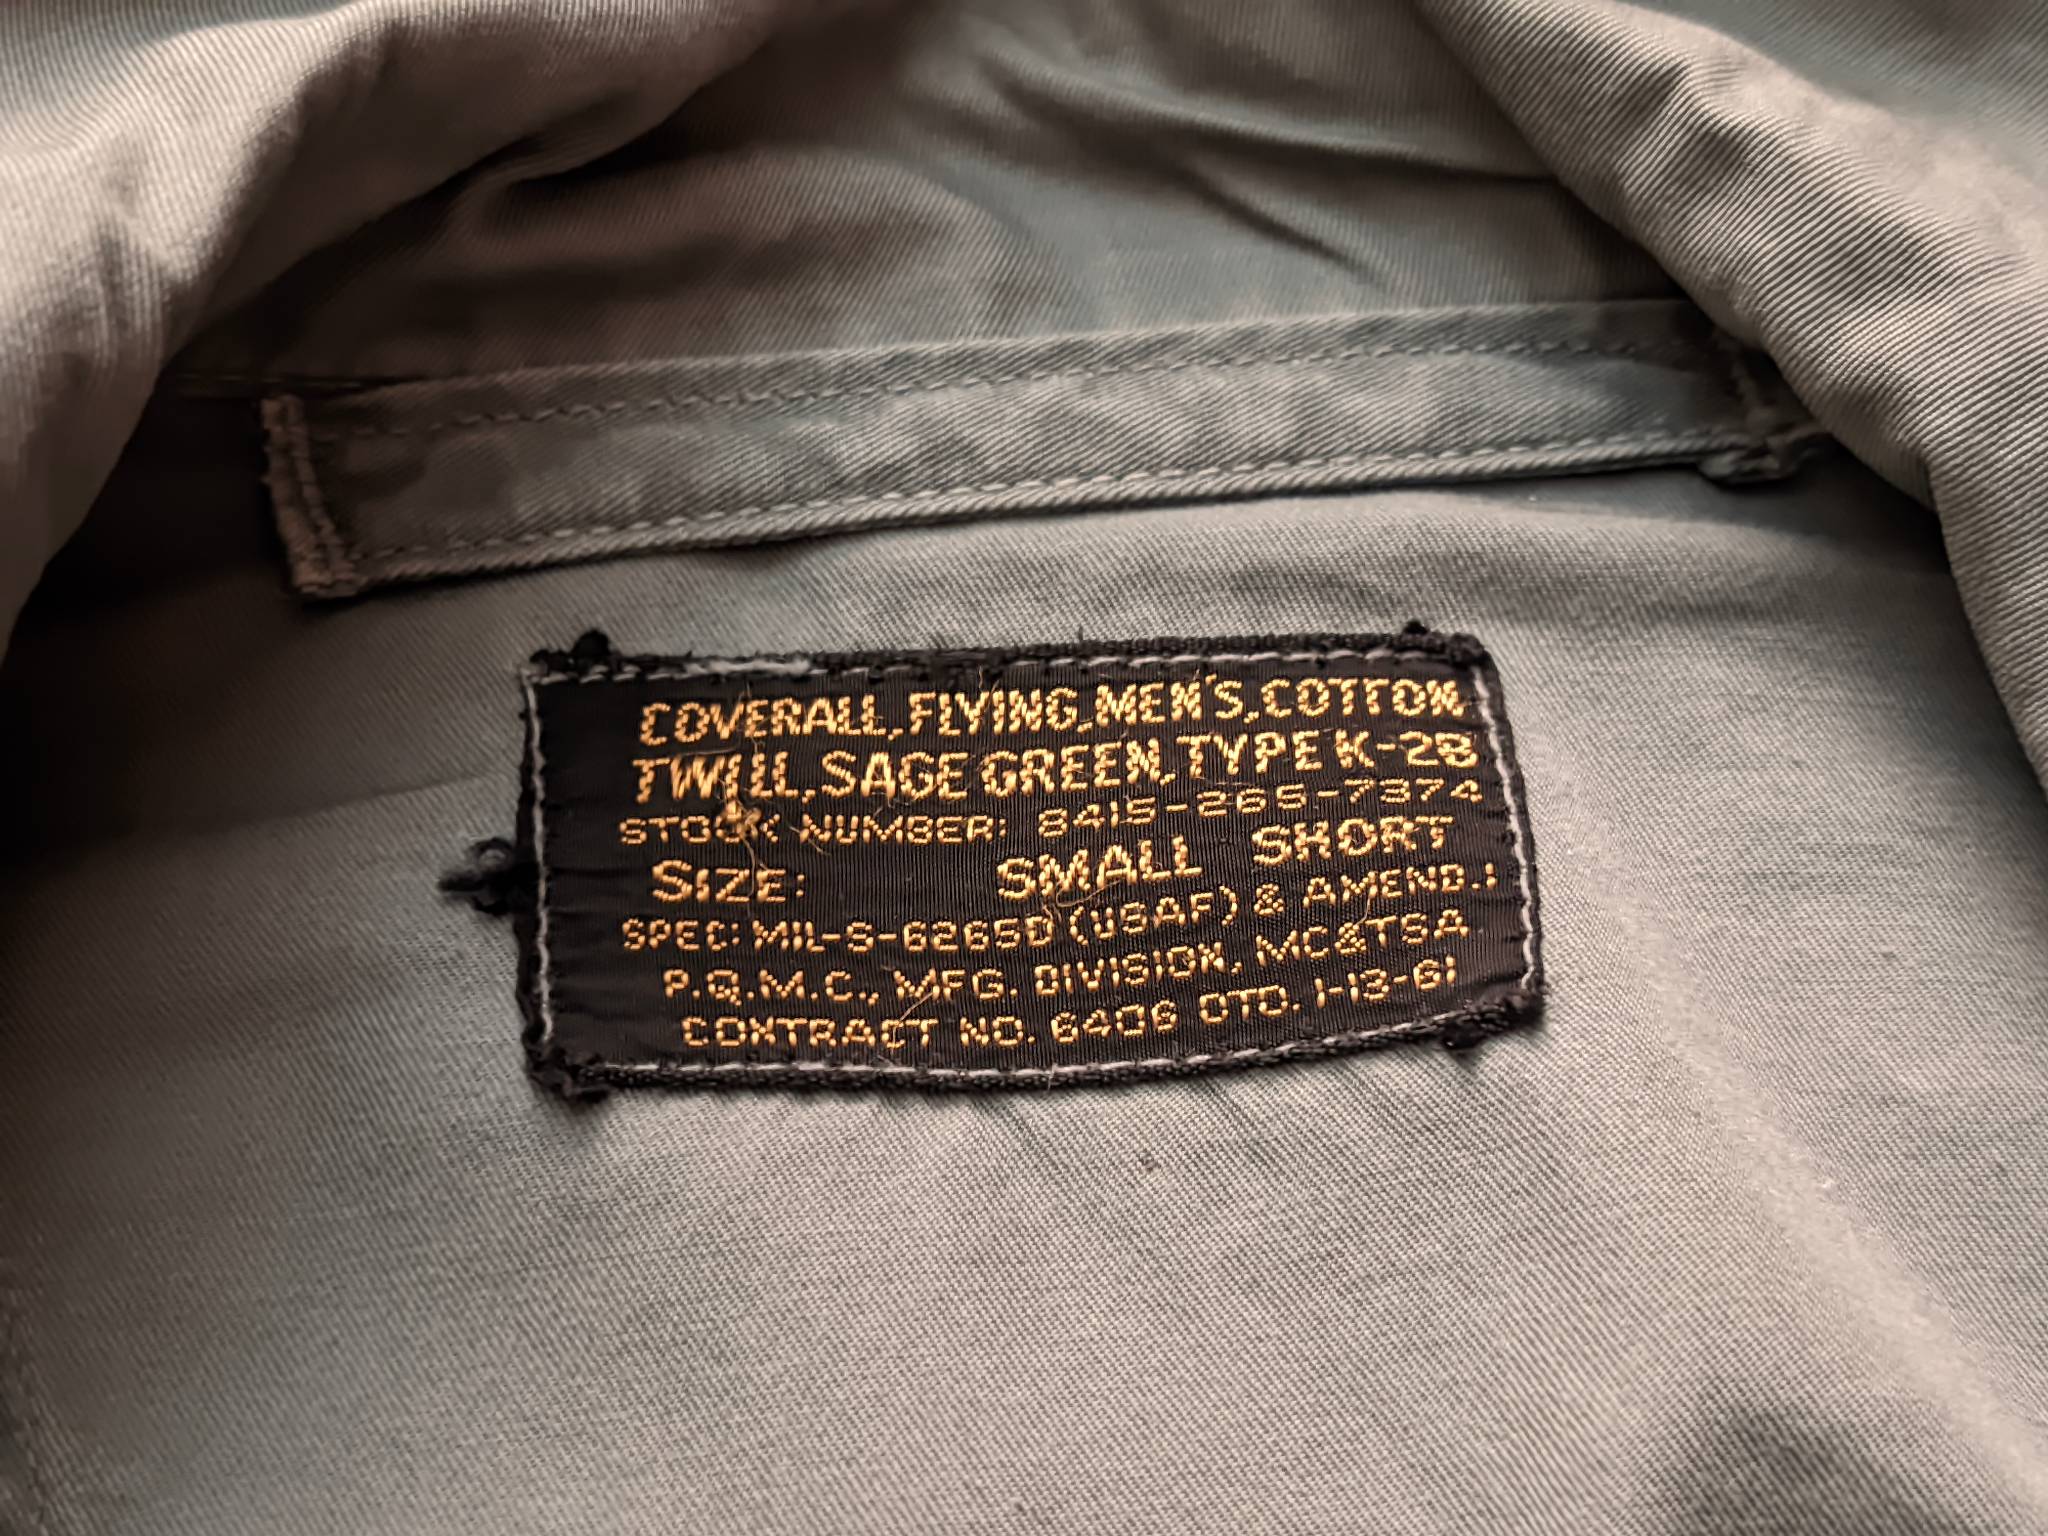 COVERALL, FLYING, MEN'S, COTTON
TWILL, SAGE GREEN, TYPE K-2B
STOCK NUMBER: 8415-265-7374
SIZE: SMALL SHORT
SPEC: MIL-S-6265D (USAF) & AMEND.1
P.Q.M.C., MFG. DIVISION, MC&TSA
CONTRACT NO. 6406 DTD. 1-13-61